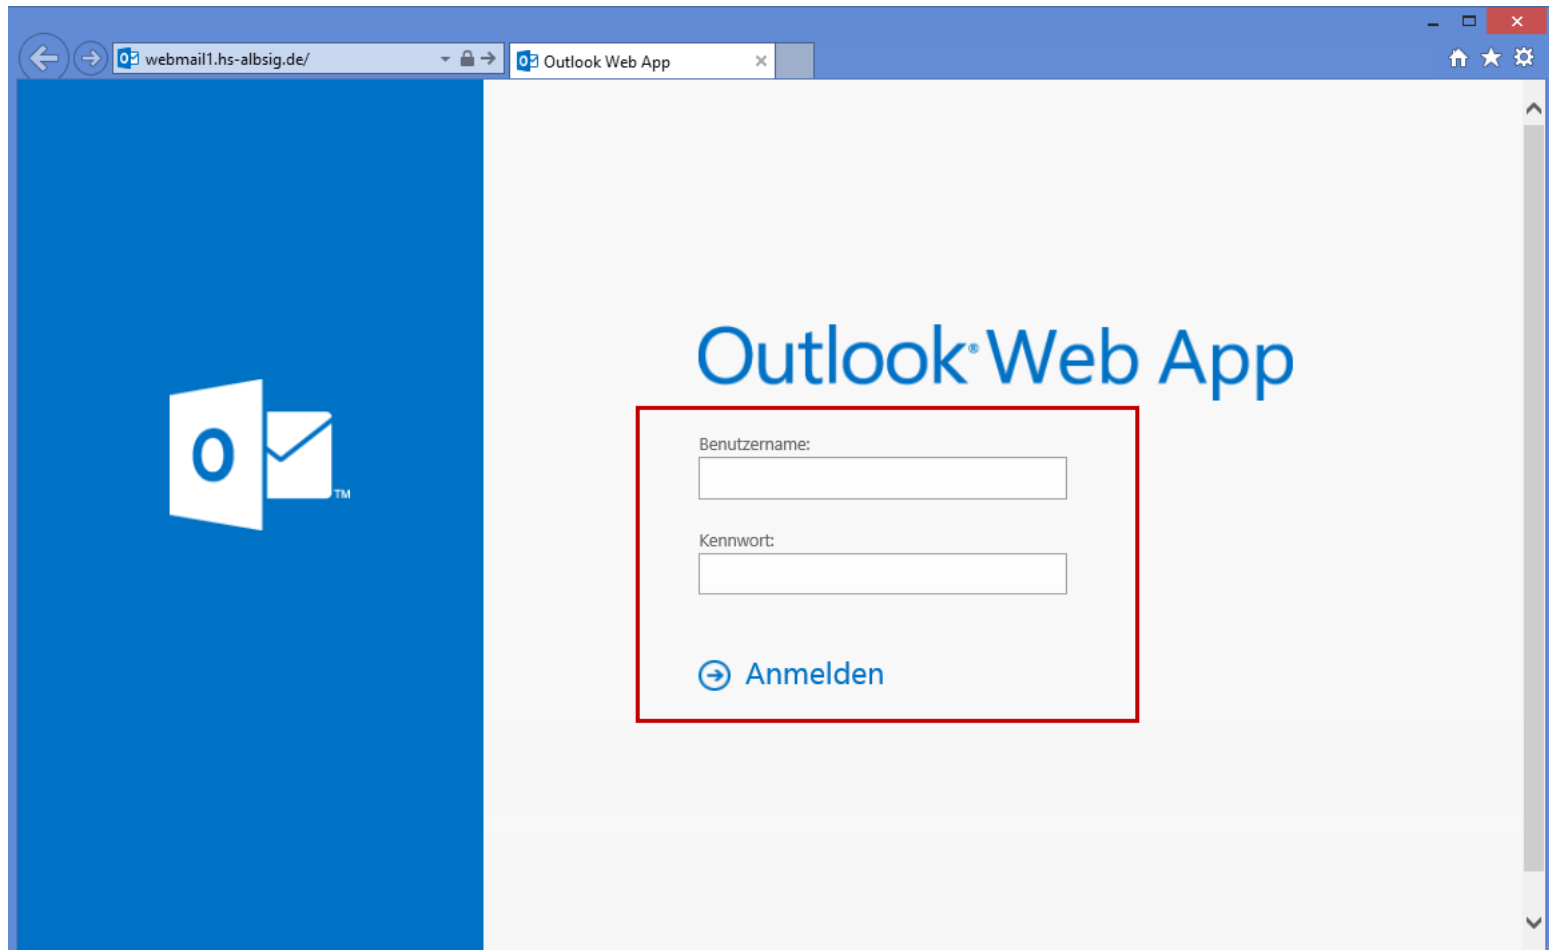 webmail1.hs-albsig.de/
Outlook Web App
Outlook® Web App
O
TM
Benutzername:
Kennwort:
Anmelden